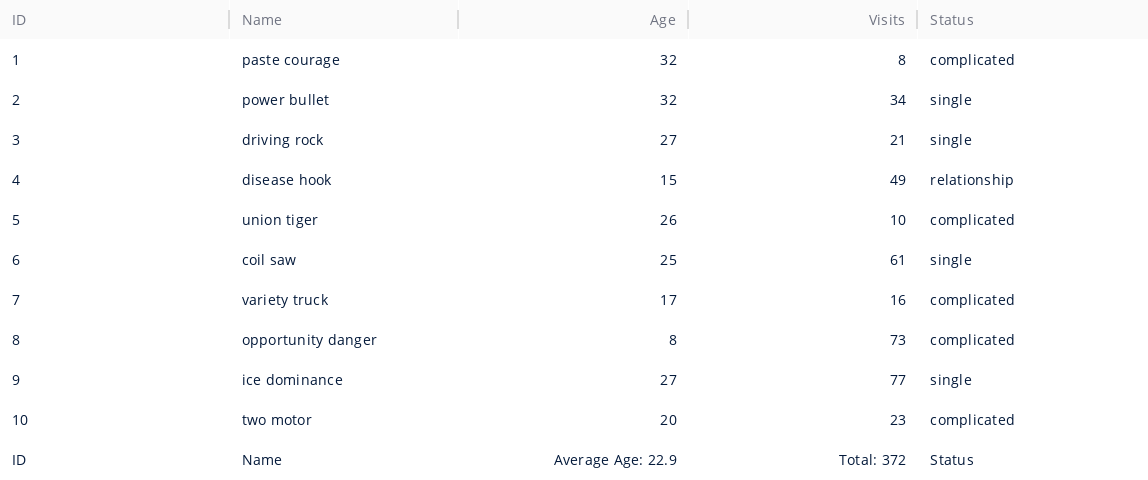 ID Name Age Visits Status
1 paste courage 32 8 complicated
2 power bullet 32 34 single
3 driving rock 27 21 single
4 disease hook 15 49 relationship
5 union tiger 26 10 complicated
6 coil saw 25 61 single
7 variety truck 17 16 complicated
8 opportunity danger 8 73 complicated
9 ice dominance 27 77 single
10 two motor 20 23 complicated
ID Name Average Age: 22.9 Total: 372 Status